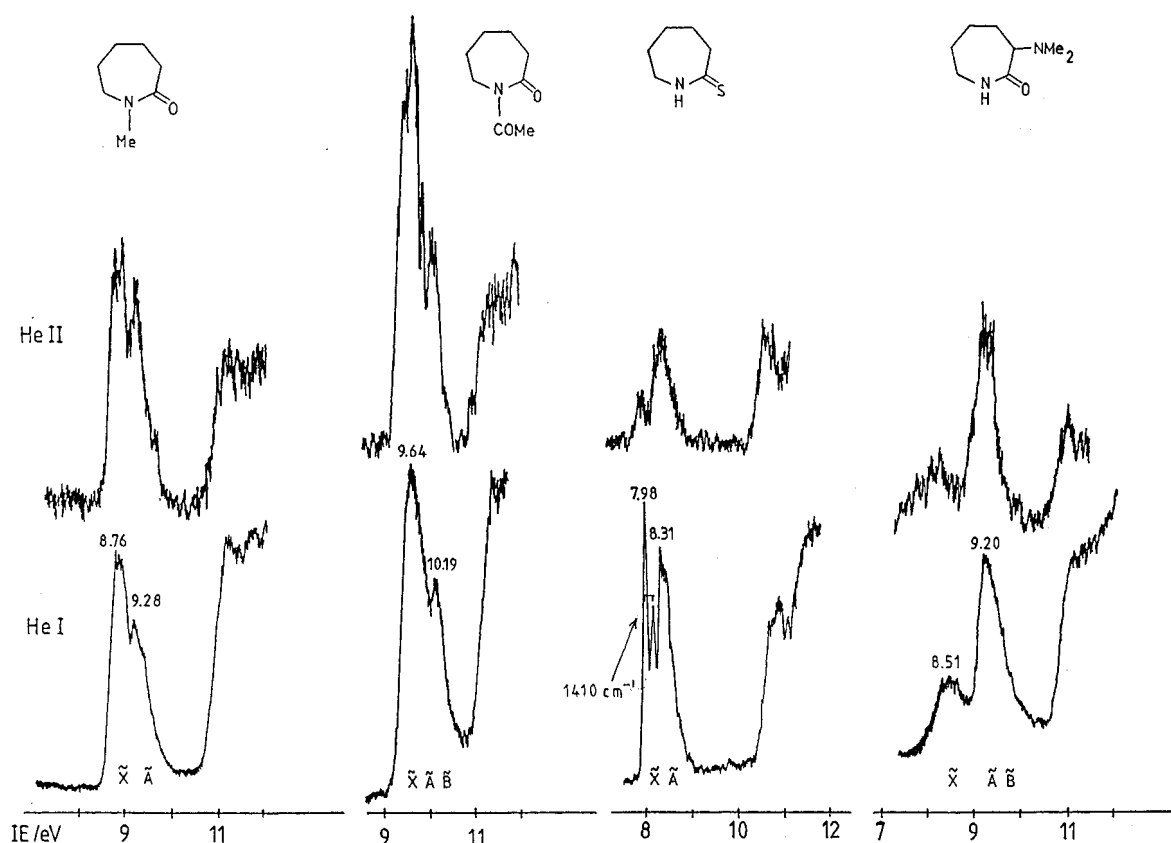 N
O
Me
N
O
COMe
N
H
S
NMe2
N
H
O
He II
9.64
7.98
8.31
8.76
9.28
10.19
9.20
8.51
He I
1410 cm⁻¹
X̃ Ã
X̃ Ã B̃
X̃ Ã
X̃ Ã B̃
IE /eV 9 11 9 11 8 10 12 7 9 11